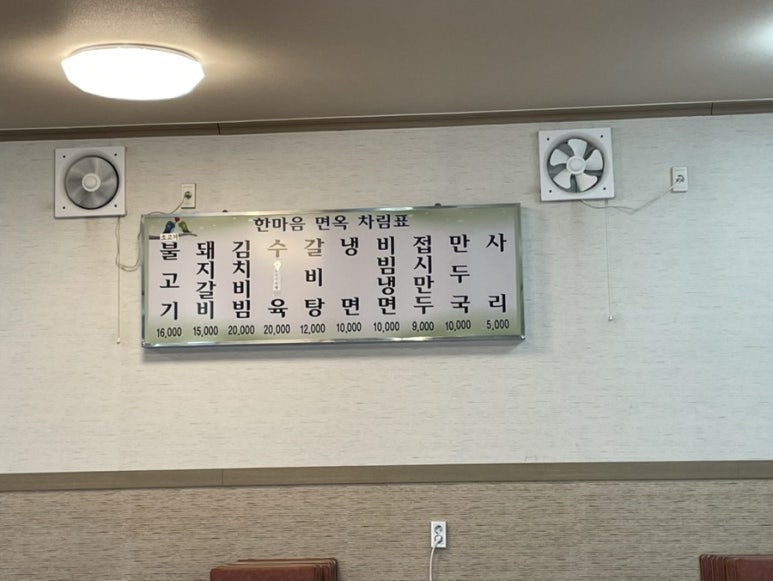 한마음 면옥 차림표
소고기
불고기 16,000
돼지갈비 15,000
김치비빔 20,000
수육 20,000
갈비탕 12,000
냉면 10,000
비빔냉면 10,000
접시만두 9,000
만두국 10,000
사리 5,000